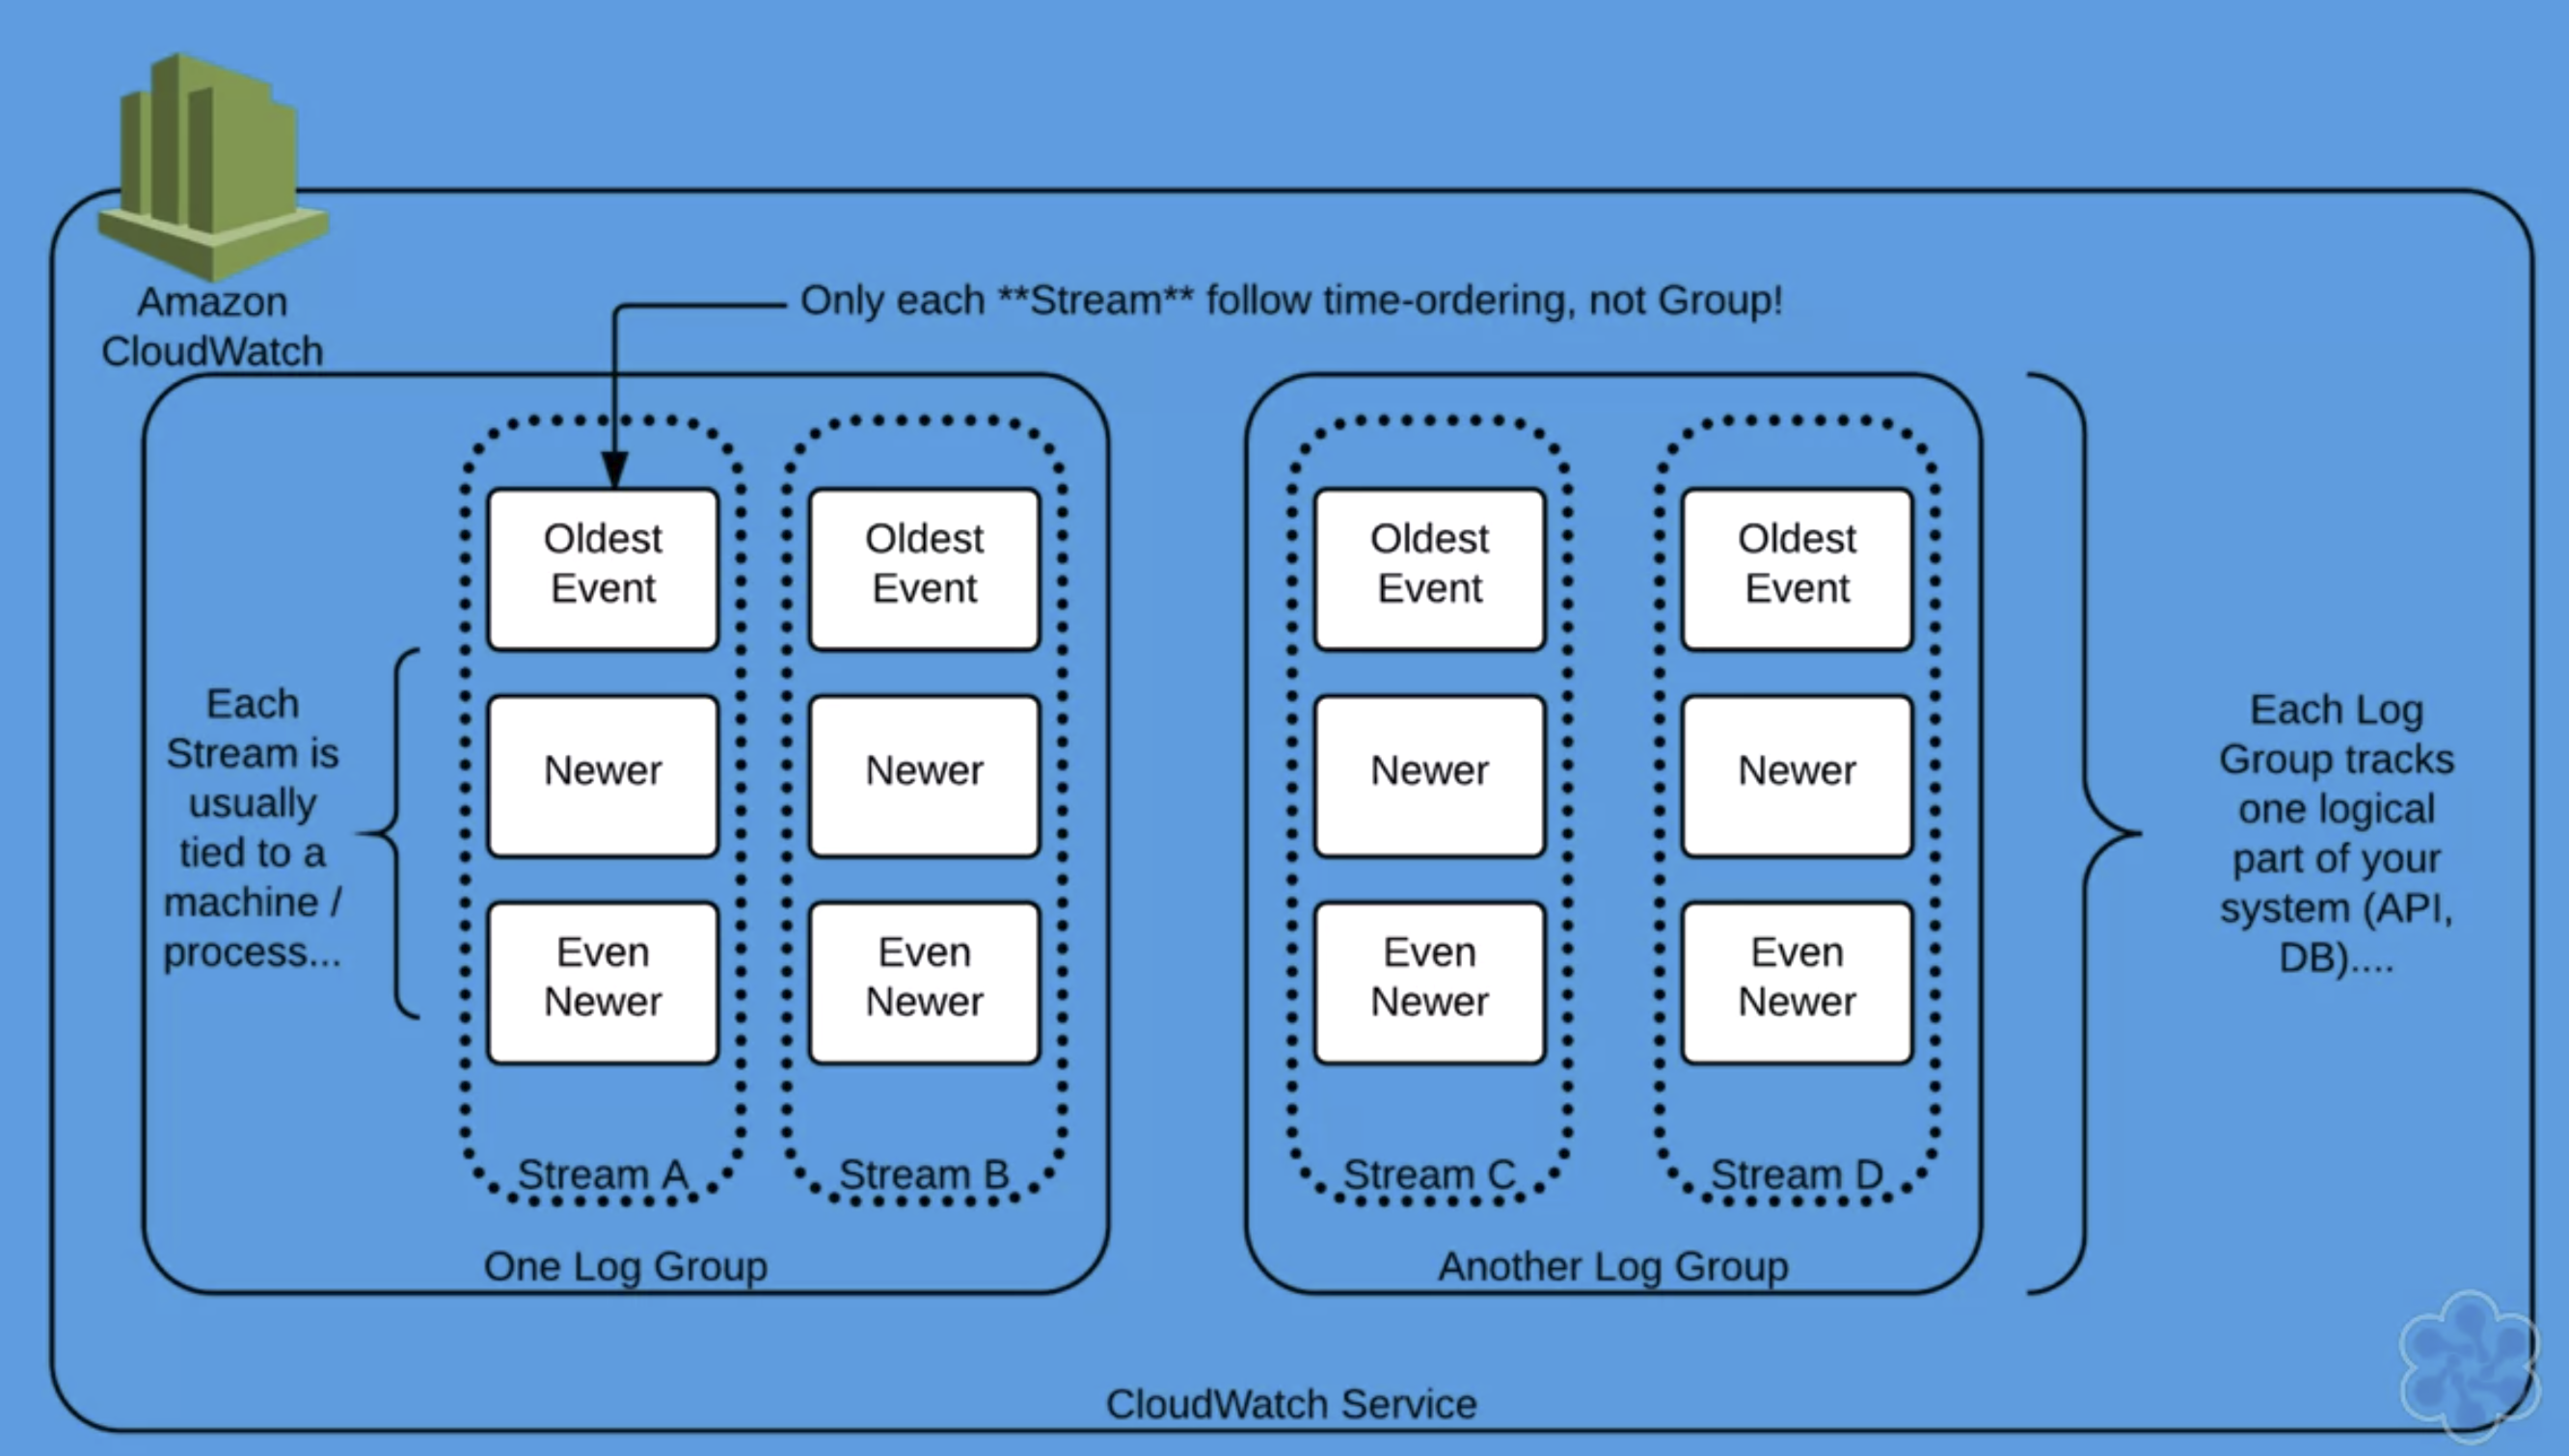 Amazon
CloudWatch
Only each **Stream** follow time-ordering, not Group!
Each
Stream is
usually
tied to a
machine /
process...
Oldest
Event
Newer
Even
Newer
Stream A
Oldest
Event
Newer
Even
Newer
Stream B
One Log Group
Oldest
Event
Newer
Even
Newer
Stream C
Oldest
Event
Newer
Even
Newer
Stream D
Another Log Group
Each Log
Group tracks
one logical
part of your
system (API,
DB)....
CloudWatch Service